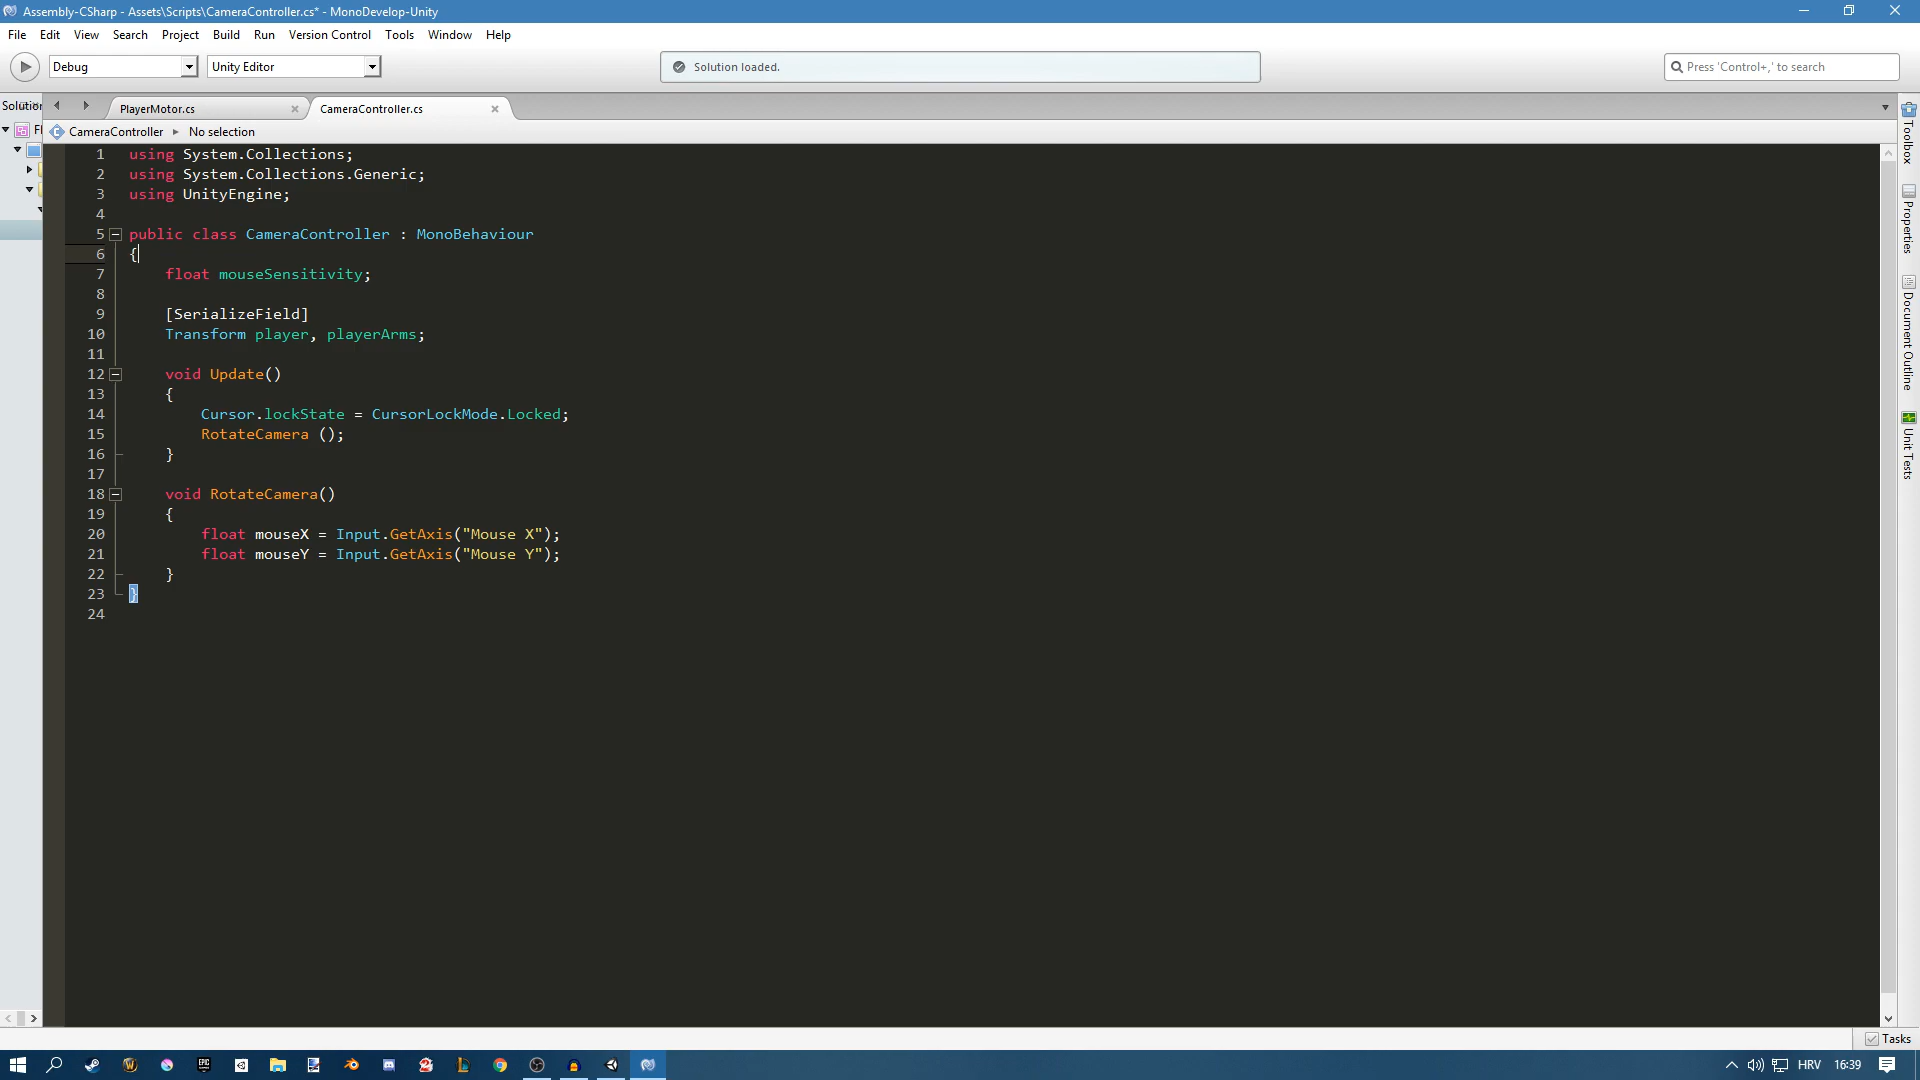 Assembly-CSharp - Assets\Scripts\CameraController.cs* - MonoDevelop-Unity
File Edit View Search Project Build Run Version Control Tools Window Help
Debug Unity Editor Solution loaded. Press 'Control+,' to search
PlayerMotor.cs CameraController.cs
CameraController No selection
1 using System.Collections;
2 using System.Collections.Generic;
3 using UnityEngine;
4
5 public class CameraController : MonoBehaviour
6 {
7 float mouseSensitivity;
8
9 [SerializeField]
10 Transform player, playerArms;
11
12 void Update()
13 {
14 Cursor.lockState = CursorLockMode.Locked;
15 RotateCamera ();
16 }
17
18 void RotateCamera()
19 {
20 float mouseX = Input.GetAxis("Mouse X");
21 float mouseY = Input.GetAxis("Mouse Y");
22 }
23 }
24
Toolbox
Properties
Document Outline
Unit Tests
Tasks
HRV 16:39